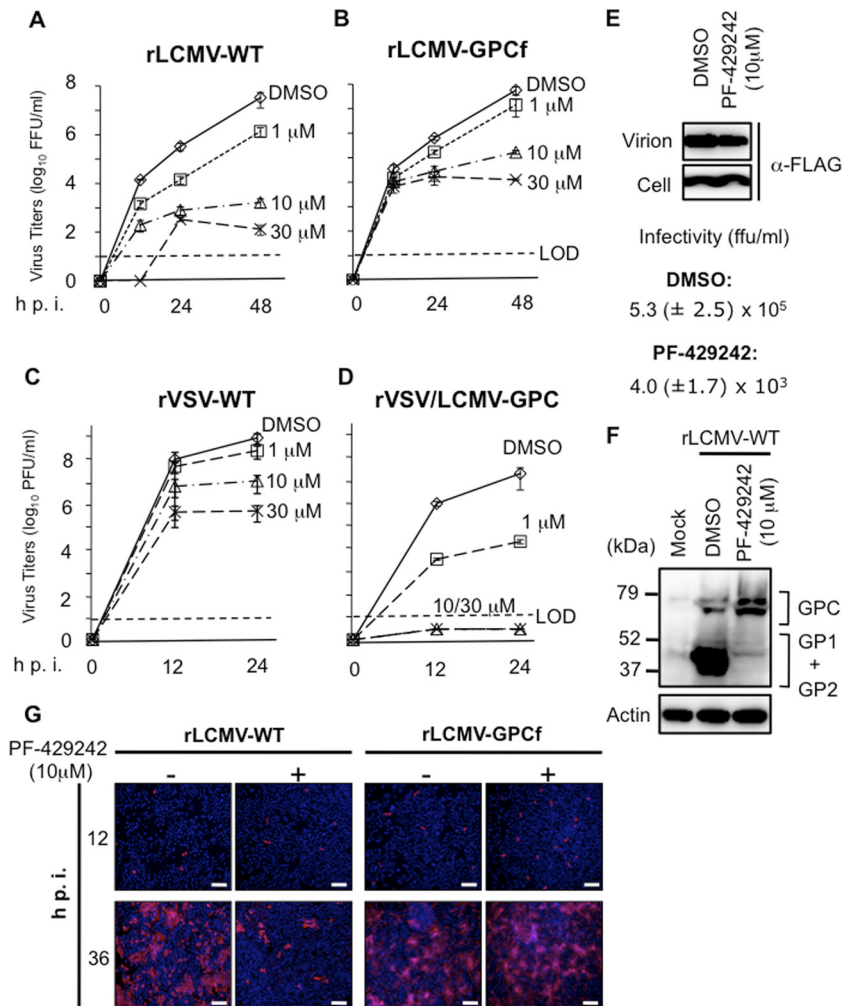 A
rLCMV-WT
Virus Titers (log10 FFU/ml)
8
6
4
2
0
DMSO
1 µM
10 µM
30 µM
h p. i.
0
24
48
B
rLCMV-GPCf
DMSO
1 µM
10 µM
30 µM
LOD
0
24
48
C
rVSV-WT
Virus Titers (log10 PFU/ml)
8
6
4
2
0
DMSO
1 µM
10 µM
30 µM
h p. i.
0
12
24
D
rVSV/LCMV-GPC
DMSO
1 µM
10/30 µM
LOD
0
12
24
E
DMSO
PF-429242
(10µM)
Virion
Cell
α-FLAG
Infectivity (ffu/ml)
DMSO:
5.3 (± 2.5) x 10⁵
PF-429242:
4.0 (±1.7) x 10³
F
rLCMV-WT
(kDa)
Mock
DMSO
PF-429242
(10 µM)
79
52
37
GPC
GP1
+
GP2
Actin
G
rLCMV-WT
rLCMV-GPCf
PF-429242
(10µM)
- + - +
h p. i.
12
36